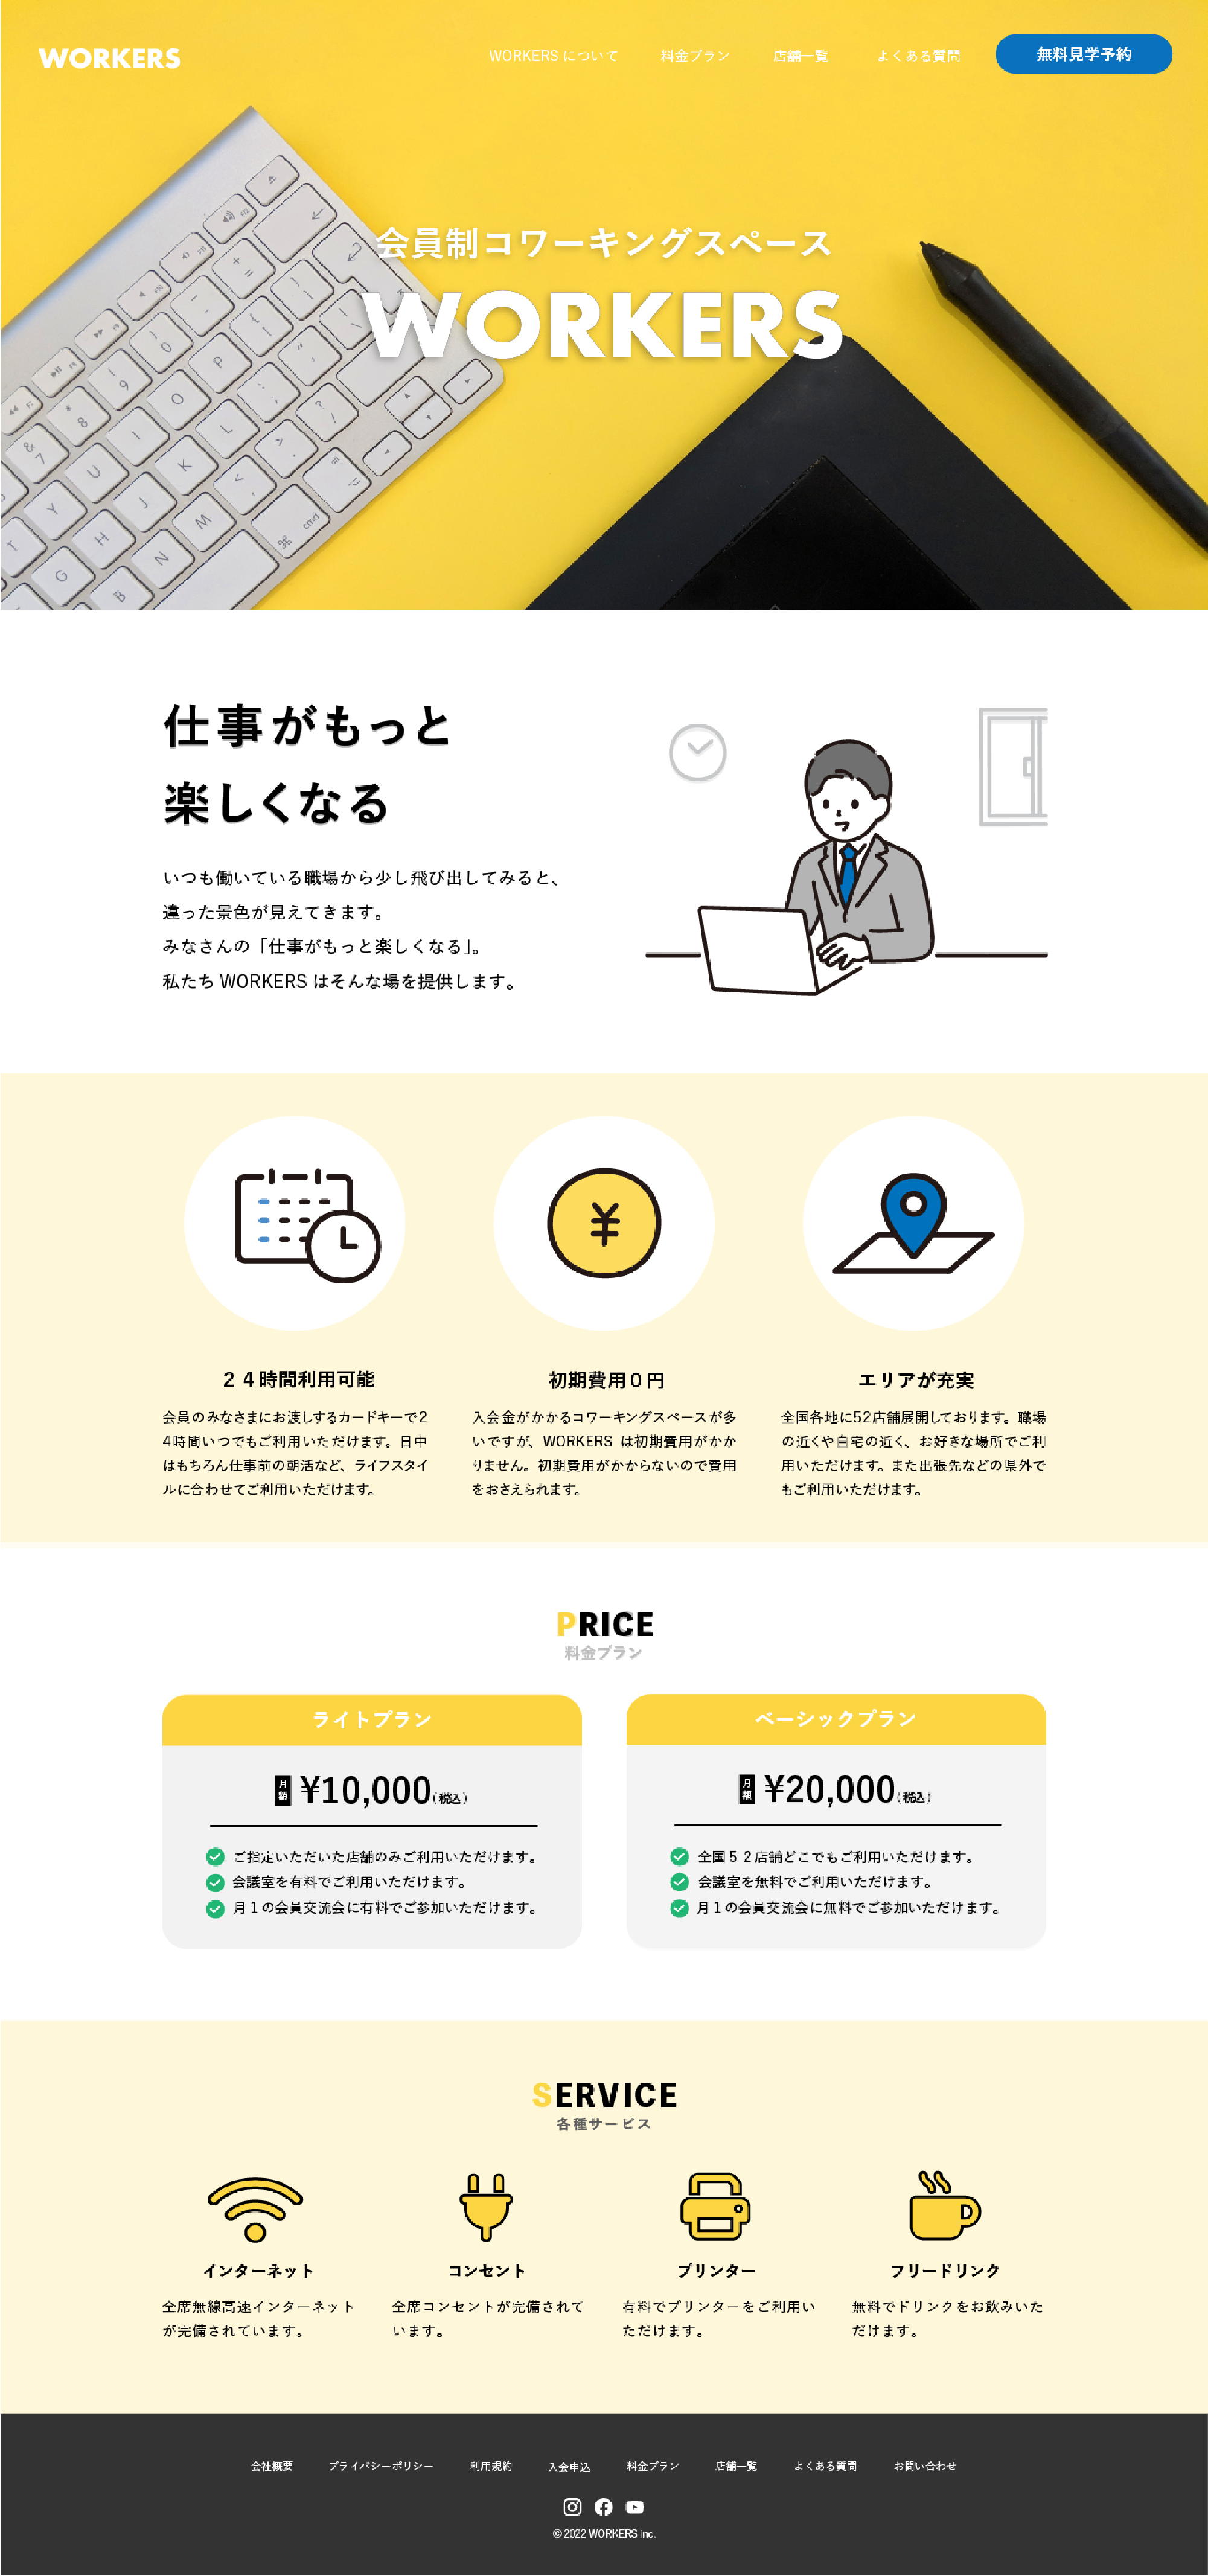 WORKERS
WORKERS について 料金プラン 店舗一覧 よくある質問 無料見学予約
会員制コワーキングスペース
WORKERS
仕事がもっと
楽しくなる
いつも働いている職場から少し飛び出してみると、
違った景色が見えてきます。
みなさんの「仕事がもっと楽しくなる」。
私たち WORKERS はそんな場を提供します。
２４時間利用可能
会員のみなさまにお渡しするカードキーで2
4時間いつでもご利用いただけます。日中
はもちろん仕事前の朝活など、ライフスタイ
ルに合わせてご利用いただけます。
初期費用０円
入会金がかかるコワーキングスペースが多
いですが、WORKERS は初期費用がかか
りません。初期費用がかからないので費用
をおさえられます。
エリアが充実
全国各地に52店舗展開しております。職場
の近くや自宅の近く、お好きな場所でご利
用いただけます。また出張先などの県外で
もご利用いただけます。
PRICE
料金プラン
ライトプラン
月額 ¥10,000（税込）
ご指定いただいた店舗のみご利用いただけます。
会議室を有料でご利用いただけます。
月１の会員交流会に有料でご参加いただけます。
ベーシックプラン
月額 ¥20,000（税込）
全国５２店舗どこでもご利用いただけます。
会議室を無料でご利用いただけます。
月１の会員交流会に無料でご参加いただけます。
SERVICE
各種サービス
インターネット
全席無線高速インターネット
が完備されています。
コンセント
全席コンセントが完備されて
います。
プリンター
有料でプリンターをご利用い
ただけます。
フリードリンク
無料でドリンクをお飲みいた
だけます。
会社概要 プライバシーポリシー 利用規約 入会申込 料金プラン 店舗一覧 よくある質問 お問い合わせ
© 2022 WORKERS inc.